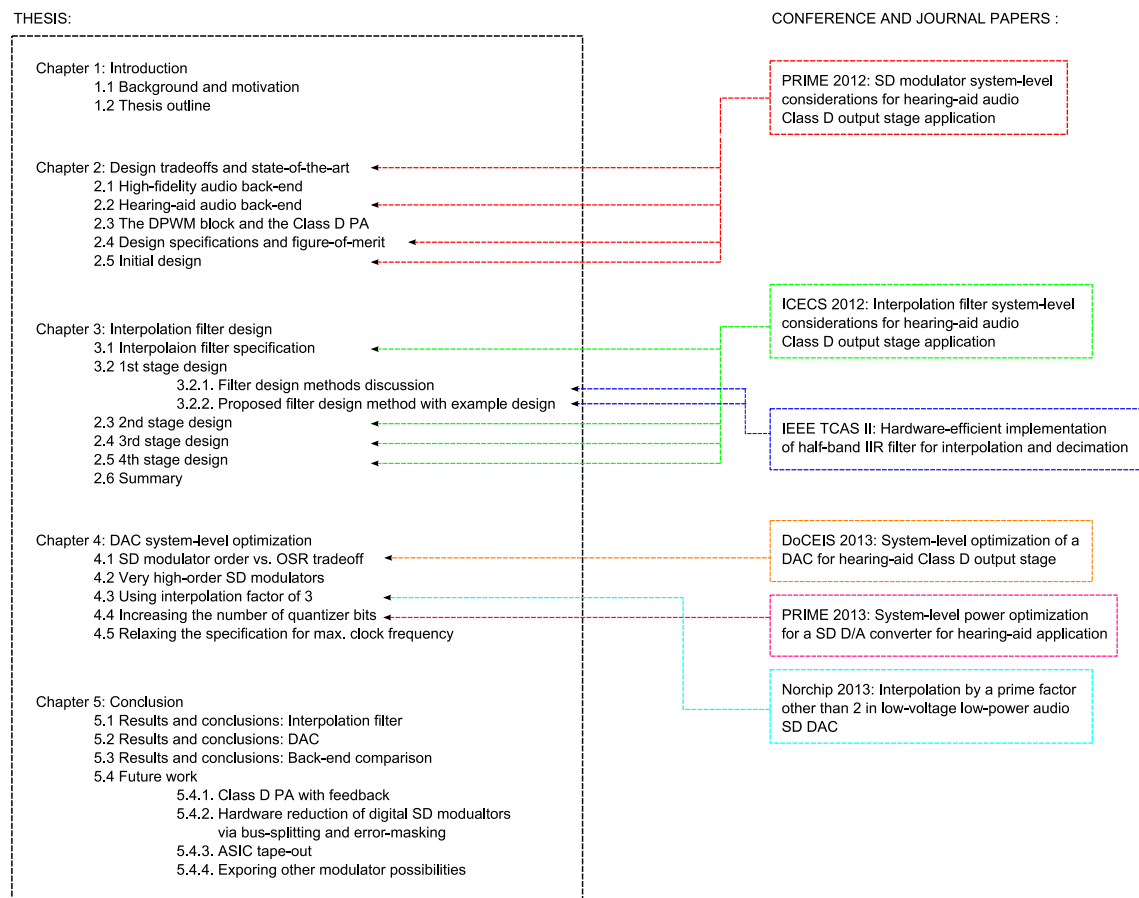 THESIS:
Chapter 1: Introduction
1.1 Background and motivation
1.2 Thesis outline
Chapter 2: Design tradeoffs and state-of-the-art
2.1 High-fidelity audio back-end
2.2 Hearing-aid audio back-end
2.3 The DPWM block and the Class D PA
2.4 Design specifications and figure-of-merit
2.5 Initial design
Chapter 3: Interpolation filter design
3.1 Interpolaion filter specification
3.2 1st stage design
3.2.1. Filter design methods discussion
3.2.2. Proposed filter design method with example design
2.3 2nd stage design
2.4 3rd stage design
2.5 4th stage design
2.6 Summary
Chapter 4: DAC system-level optimization
4.1 SD modulator order vs. OSR tradeoff
4.2 Very high-order SD modulators
4.3 Using interpolation factor of 3
4.4 Increasing the number of quantizer bits
4.5 Relaxing the specification for max. clock frequency
Chapter 5: Conclusion
5.1 Results and conclusions: Interpolation filter
5.2 Results and conclusions: DAC
5.3 Results and conclusions: Back-end comparison
5.4 Future work
5.4.1. Class D PA with feedback
5.4.2. Hardware reduction of digital SD modualtors
via bus-splitting and error-masking
5.4.3. ASIC tape-out
5.4.4. Exporing other modulator possibilities
CONFERENCE AND JOURNAL PAPERS :
PRIME 2012: SD modulator system-level
considerations for hearing-aid audio
Class D output stage application
ICECS 2012: Interpolation filter system-level
considerations for hearing-aid audio
Class D output stage application
IEEE TCAS II: Hardware-efficient implementation
of half-band IIR filter for interpolation and decimation
DoCEIS 2013: System-level optimization of a
DAC for hearing-aid Class D output stage
PRIME 2013: System-level power optimization
for a SD D/A converter for hearing-aid application
Norchip 2013: Interpolation by a prime factor
other than 2 in low-voltage low-power audio
SD DAC